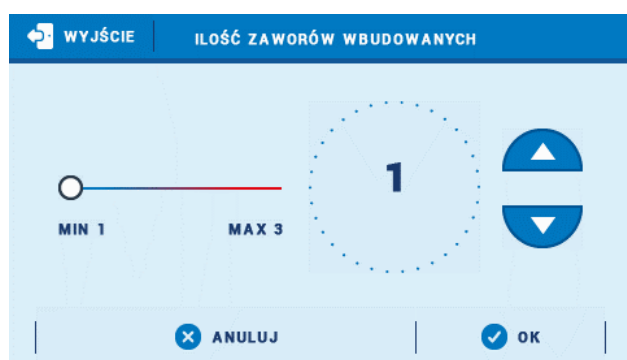 WYJŚCIE
ILOŚĆ ZAWORÓW WBUDOWANYCH
1
MIN 1
MAX 3
ANULUJ
OK